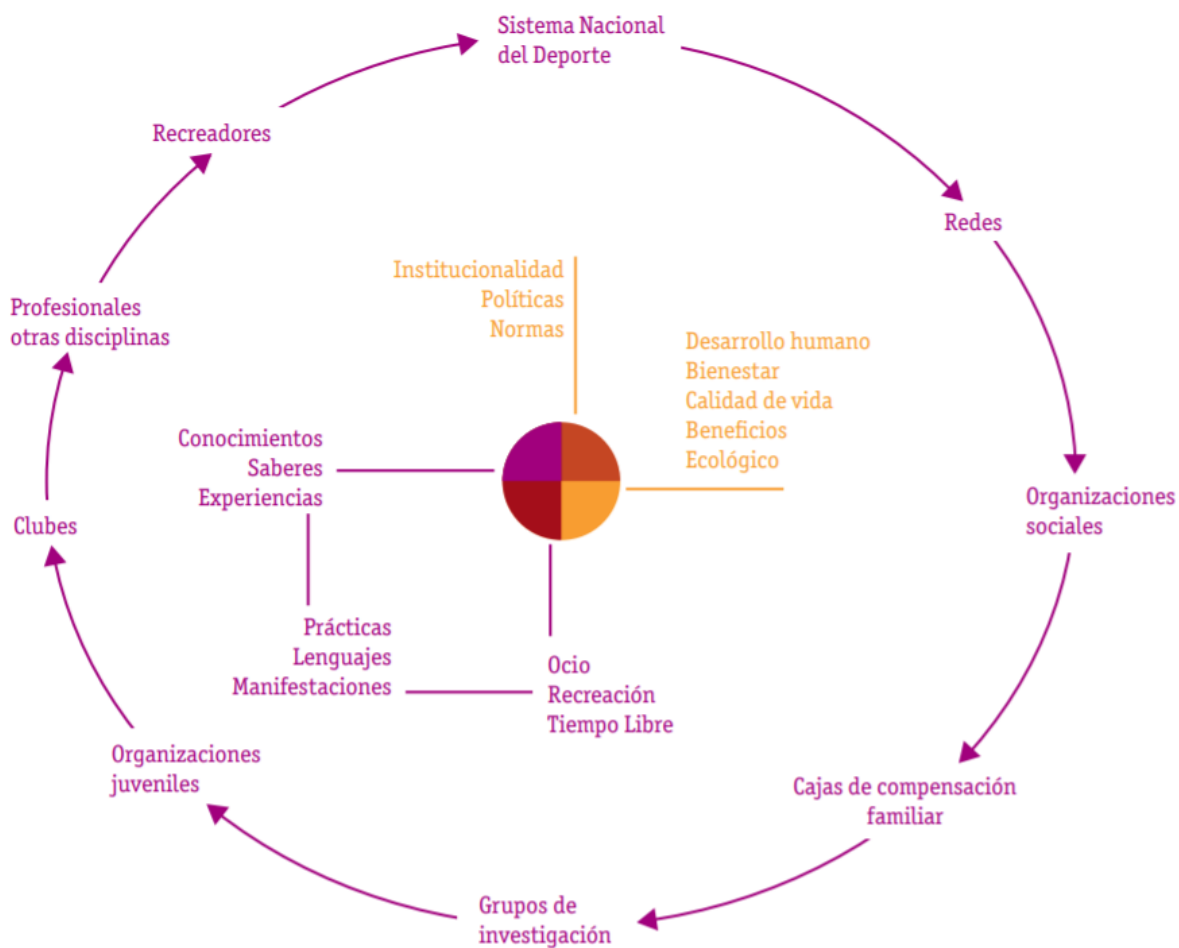 Sistema Nacional
del Deporte
Recreadores
Redes
Institucionalidad
Políticas
Normas
Profesionales
otras disciplinas
Desarrollo humano
Bienestar
Calidad de vida
Beneficios
Ecológico
Conocimientos
Saberes
Experiencias
Organizaciones
sociales
Clubes
Prácticas
Lenguajes
Manifestaciones
Ocio
Recreación
Tiempo Libre
Organizaciones
juveniles
Cajas de compensación
familiar
Grupos de
investigación